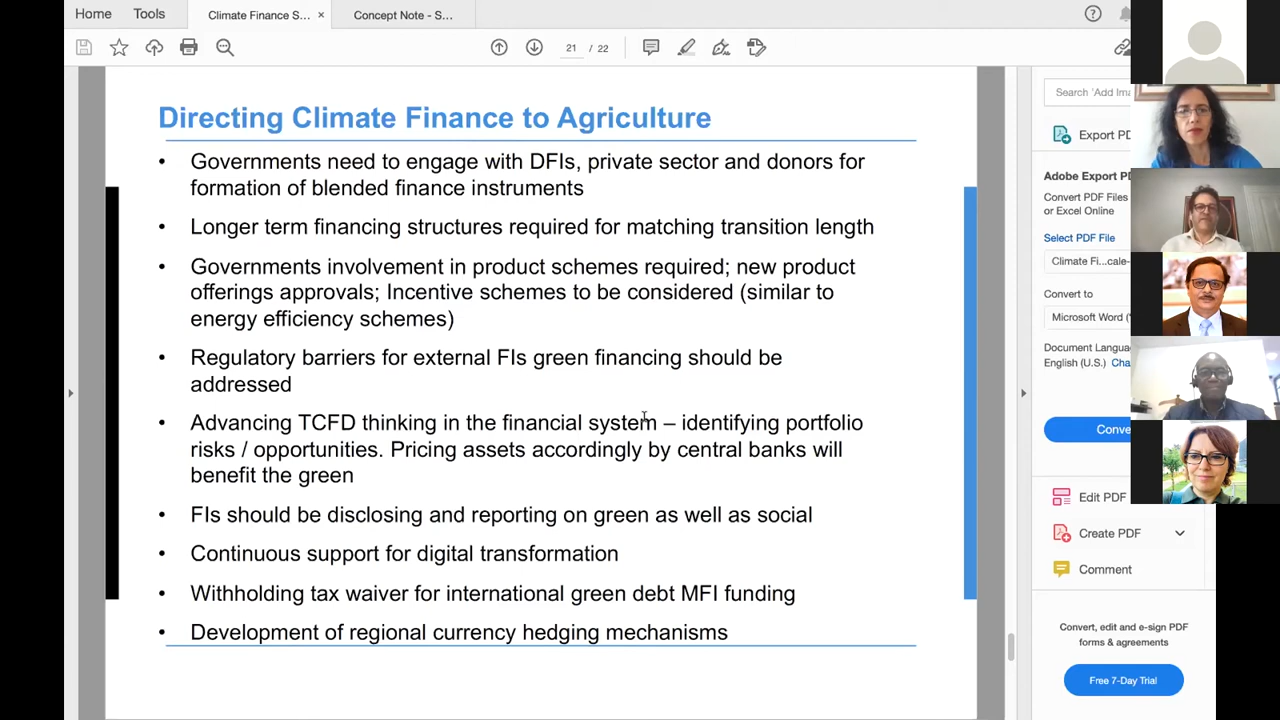 Home
Tools
Climate Finance S...
×
Concept Note - S...
21 / 22
Directing Climate Finance to Agriculture
• Governments need to engage with DFIs, private sector and donors for
formation of blended finance instruments
• Longer term financing structures required for matching transition length
• Governments involvement in product schemes required; new product
offerings approvals; Incentive schemes to be considered (similar to
energy efficiency schemes)
• Regulatory barriers for external FIs green financing should be
addressed
• Advancing TCFD thinking in the financial system – identifying portfolio
risks / opportunities. Pricing assets accordingly by central banks will
benefit the green
• FIs should be disclosing and reporting on green as well as social
• Continuous support for digital transformation
• Withholding tax waiver for international green debt MFI funding
• Development of regional currency hedging mechanisms
Search 'Add Ima
Export PD
Adobe Export P
Convert PDF Files
or Excel Online
Select PDF File
Climate Fi...cale-
Convert to
Microsoft Word (
Document Langua
English (U.S.) Cha
Conve
Edit PDF
Create PDF
Comment
Convert, edit and e-sign PDF
forms & agreements
Free 7-Day Trial